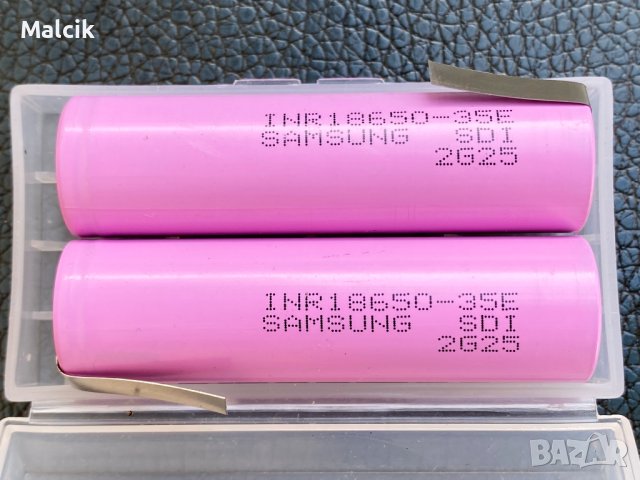 Malcik
INR18650-35E
SAMSUNG SDI
2G25
INR18650-35E
SAMSUNG SDI
2G25
BAZAR